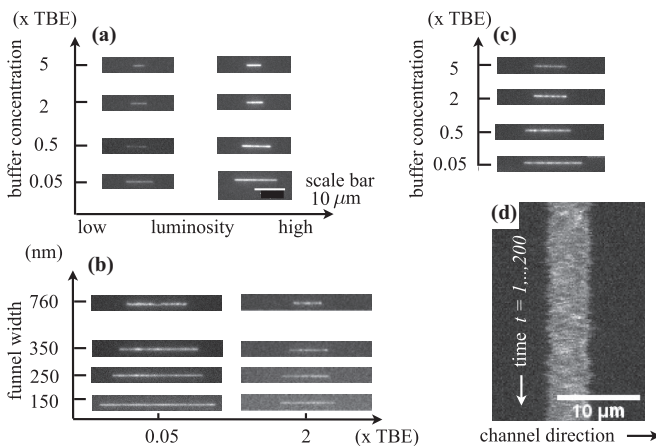 (x TBE)
(a)
buffer concentration
5
2
0.5
0.05
scale bar
10 μm
low
luminosity
high
(nm)
(b)
funnel width
760
350
250
150
0.05
2
(x TBE)
(x TBE)
(c)
buffer concentration
5
2
0.5
0.05
(d)
time t = 1,..,200
10 μm
channel direction